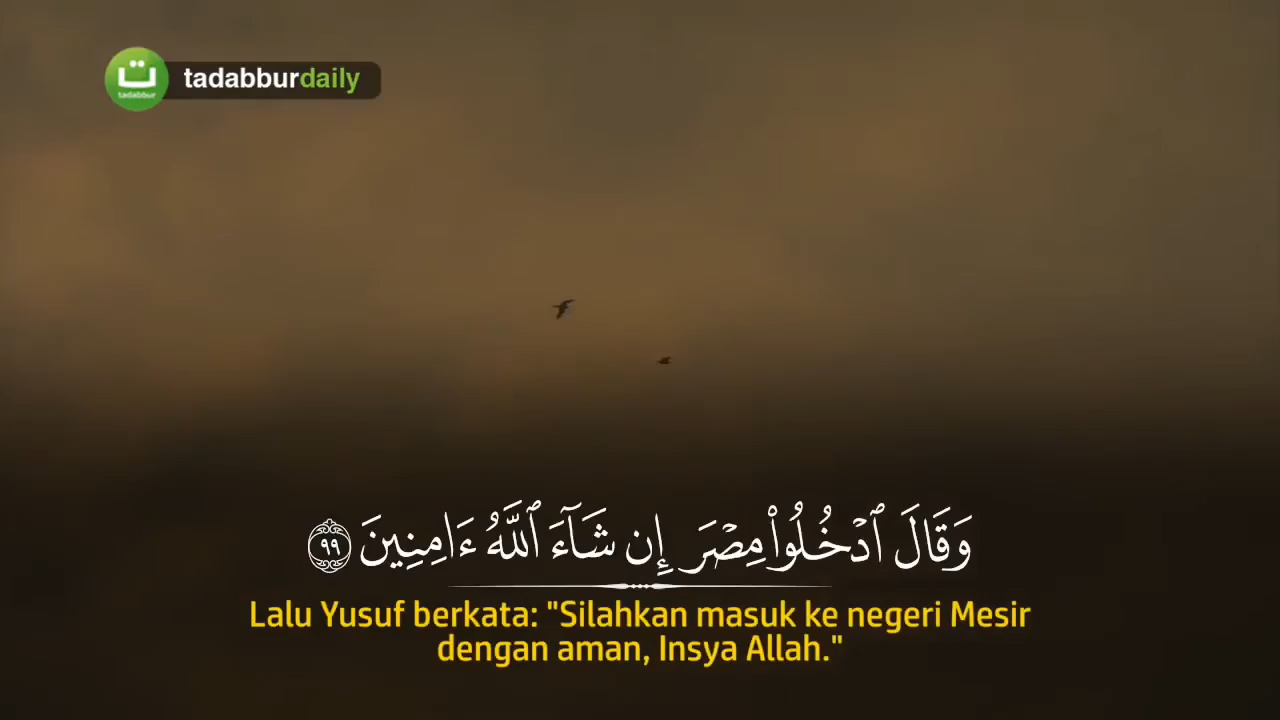 ت
tadabbur
tadabburdaily
وَقَالَ ٱدۡخُلُواْ مِصۡرَ إِن شَآءَ ٱللَّهُ ءَامِنِينَ ٩٩
Lalu Yusuf berkata: "Silahkan masuk ke negeri Mesir
dengan aman, Insya Allah."